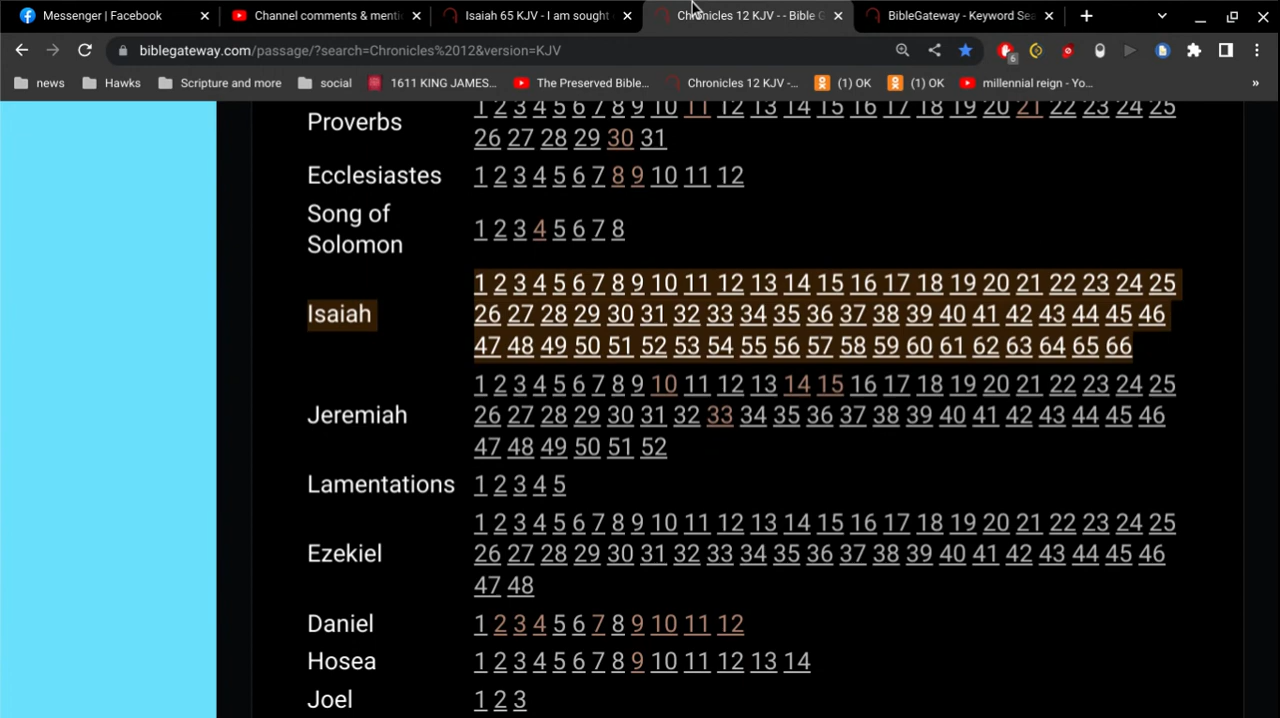 Messenger | Facebook
Channel comments & menti
Isaiah 65 KJV - I am sought
Chronicles 12 KJV - - Bible G
BibleGateway - Keyword Sea
biblegateway.com/passage/?search=Chronicles%2012&version=KJV
6
news
Hawks
Scripture and more
social
1611 KING JAMES...
The Preserved Bible...
Chronicles 12 KJV -...
(1) OK
(1) OK
millennial reign - Yo...
»
Proverbs
1 2 3 4 5 6 7 8 9 10 11 12 13 14 15 16 17 18 19 20 21 22 23 24 25
26 27 28 29 30 31
Ecclesiastes
1 2 3 4 5 6 7 8 9 10 11 12
Song of
Solomon
1 2 3 4 5 6 7 8
Isaiah
1 2 3 4 5 6 7 8 9 10 11 12 13 14 15 16 17 18 19 20 21 22 23 24 25
26 27 28 29 30 31 32 33 34 35 36 37 38 39 40 41 42 43 44 45 46
47 48 49 50 51 52 53 54 55 56 57 58 59 60 61 62 63 64 65 66
Jeremiah
1 2 3 4 5 6 7 8 9 10 11 12 13 14 15 16 17 18 19 20 21 22 23 24 25
26 27 28 29 30 31 32 33 34 35 36 37 38 39 40 41 42 43 44 45 46
47 48 49 50 51 52
Lamentations
1 2 3 4 5
Ezekiel
1 2 3 4 5 6 7 8 9 10 11 12 13 14 15 16 17 18 19 20 21 22 23 24 25
26 27 28 29 30 31 32 33 34 35 36 37 38 39 40 41 42 43 44 45 46
47 48
Daniel
1 2 3 4 5 6 7 8 9 10 11 12
Hosea
1 2 3 4 5 6 7 8 9 10 11 12 13 14
Joel
1 2 3